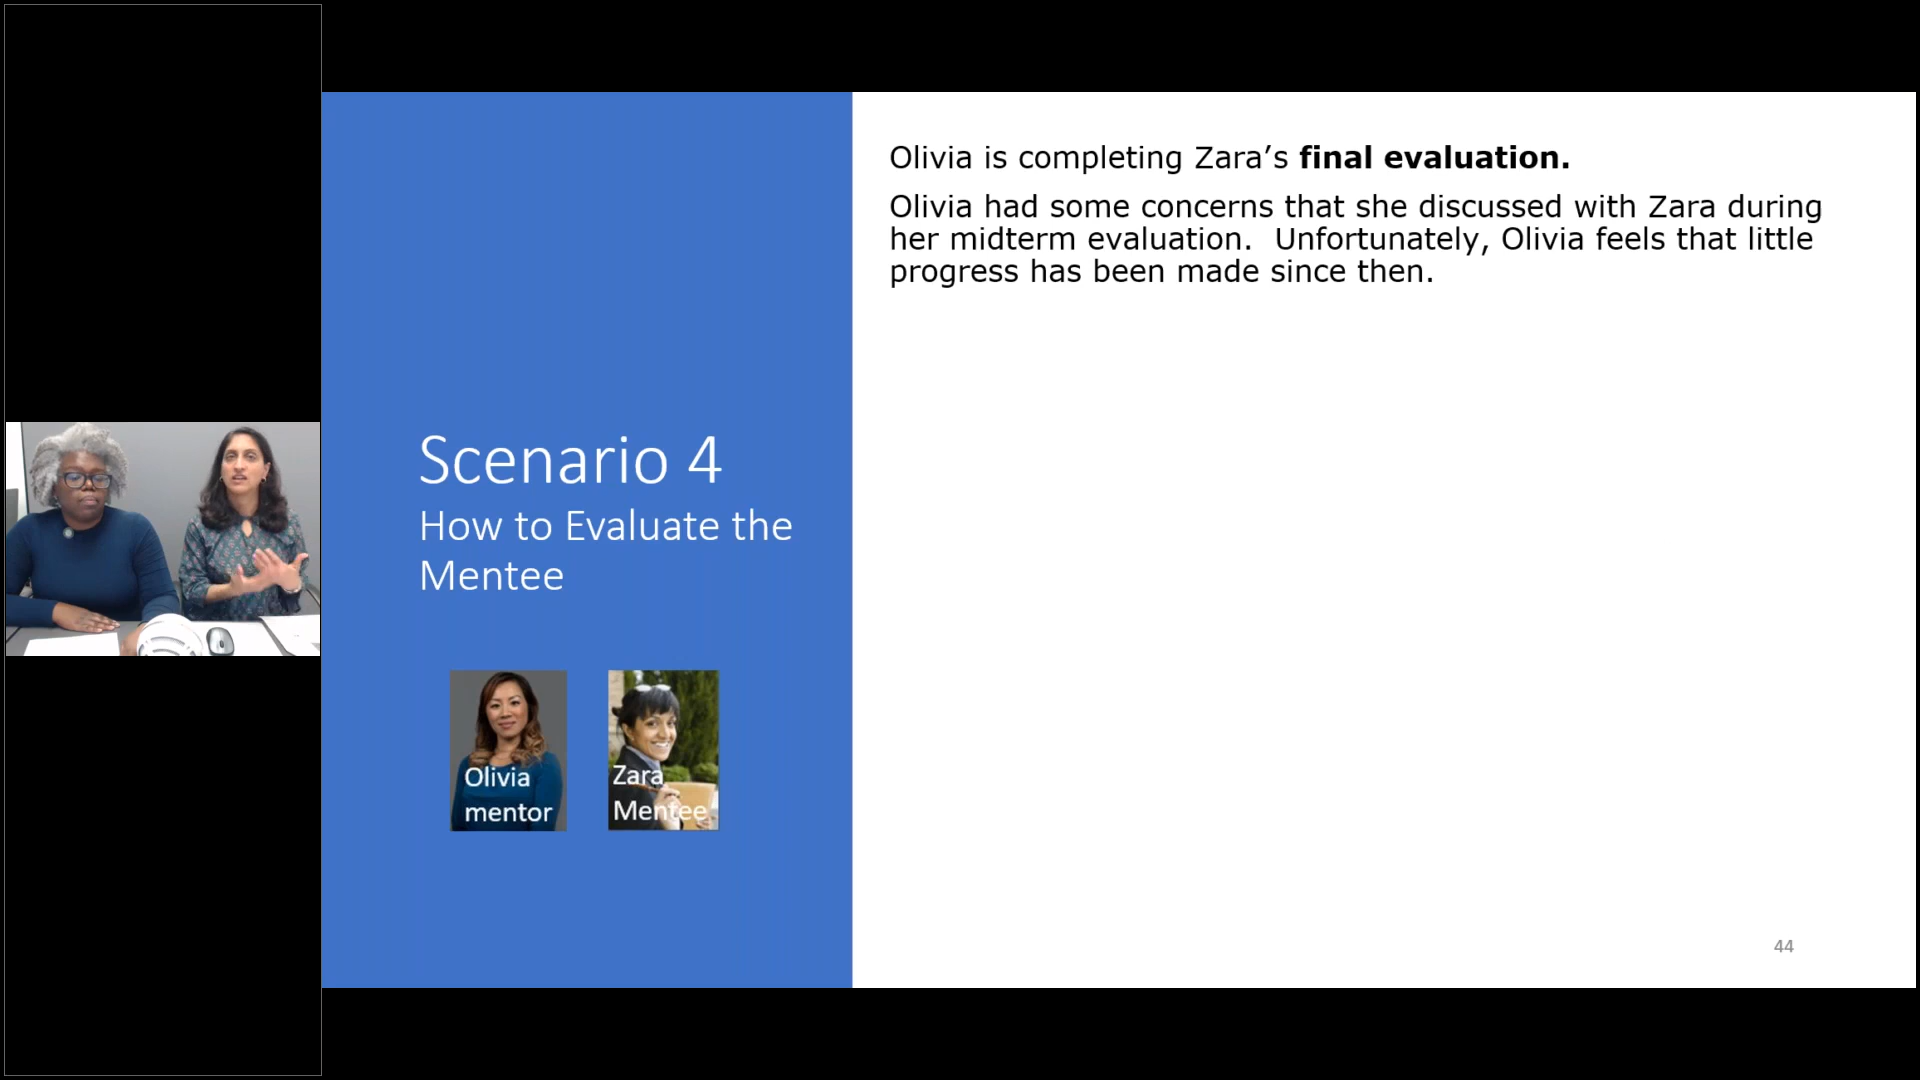 Olivia is completing Zara’s final evaluation.
Olivia had some concerns that she discussed with Zara during
her midterm evaluation.  Unfortunately, Olivia feels that little
progress has been made since then.
Scenario 4
How to Evaluate the
Mentee
Olivia
mentor
Zara
Mentee
44